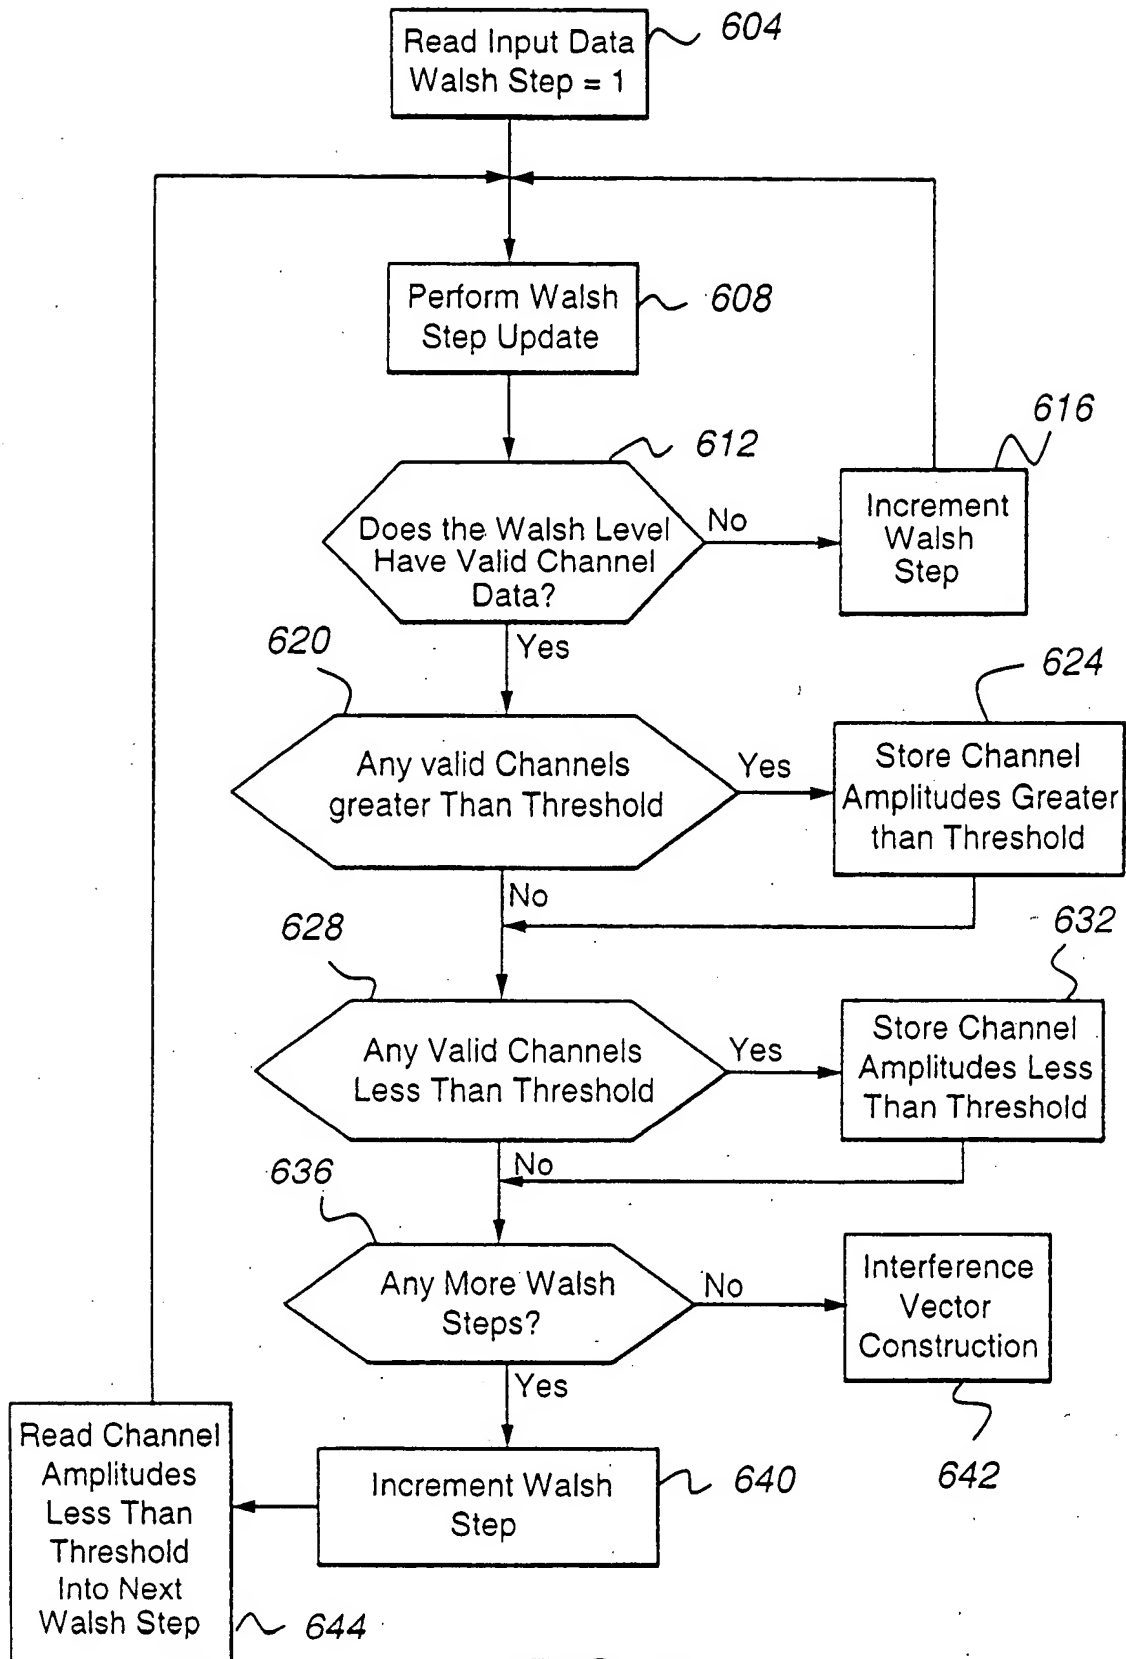 Read Input Data
Walsh Step = 1
604
Perform Walsh
Step Update
608
612
Does the Walsh Level
Have Valid Channel
Data?
No
616
Increment
Walsh
Step
Yes
620
Any valid Channels
greater Than Threshold
Yes
624
Store Channel
Amplitudes Greater
than Threshold
No
628
Any Valid Channels
Less Than Threshold
Yes
632
Store Channel
Amplitudes Less
Than Threshold
No
636
Any More Walsh
Steps?
No
Interference
Vector
Construction
642
Yes
Increment Walsh
Step
640
Read Channel
Amplitudes
Less Than
Threshold
Into Next
Walsh Step
644